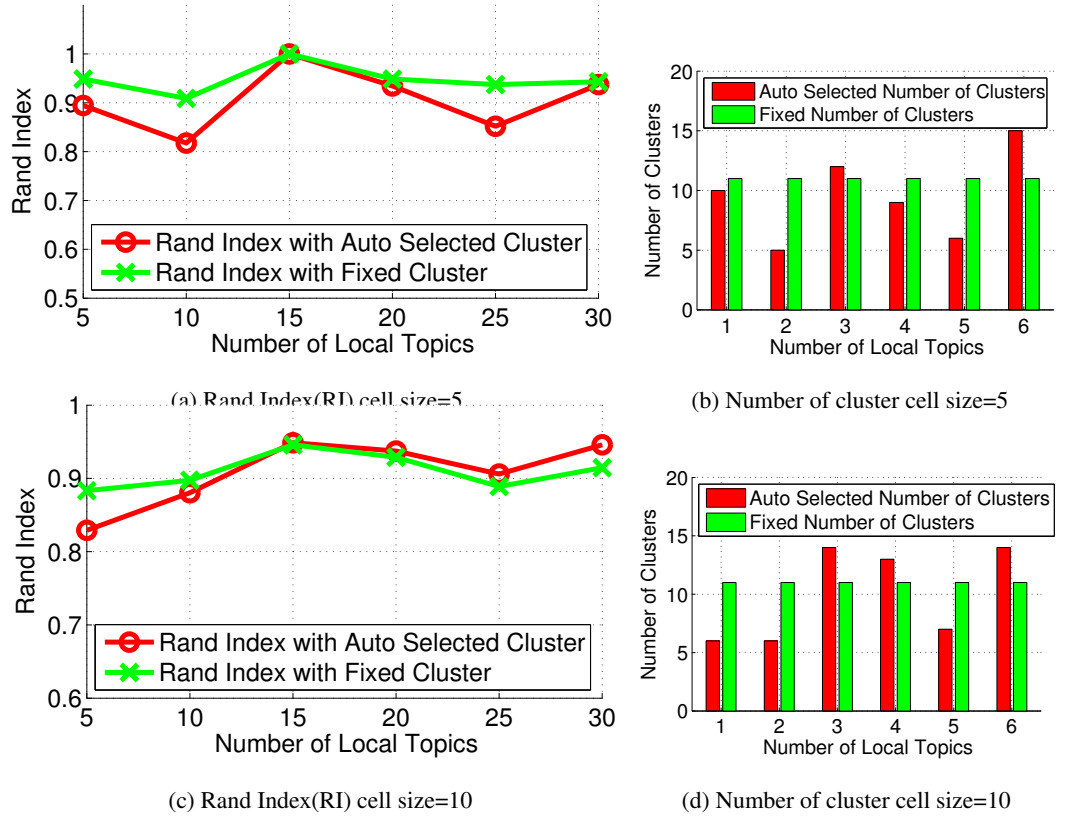 1
0.9
0.8
0.7
0.6
0.5
Rand Index
Rand Index with Auto Selected Cluster
Rand Index with Fixed Cluster
5 10 15 20 25 30
Number of Local Topics
(a) Rand Index(RI) cell size=5
20
15
10
5
0
Number of Clusters
Auto Selected Number of Clusters
Fixed Number of Clusters
1 2 3 4 5 6
Number of Local Topics
(b) Number of cluster cell size=5
1
0.9
0.8
0.7
0.6
Rand Index
Rand Index with Auto Selected Cluster
Rand Index with Fixed Cluster
5 10 15 20 25 30
Number of Local Topics
(c) Rand Index(RI) cell size=10
20
15
10
5
0
Number of Clusters
Auto Selected Number of Clusters
Fixed Number of Clusters
1 2 3 4 5 6
Number of Local Topics
(d) Number of cluster cell size=10